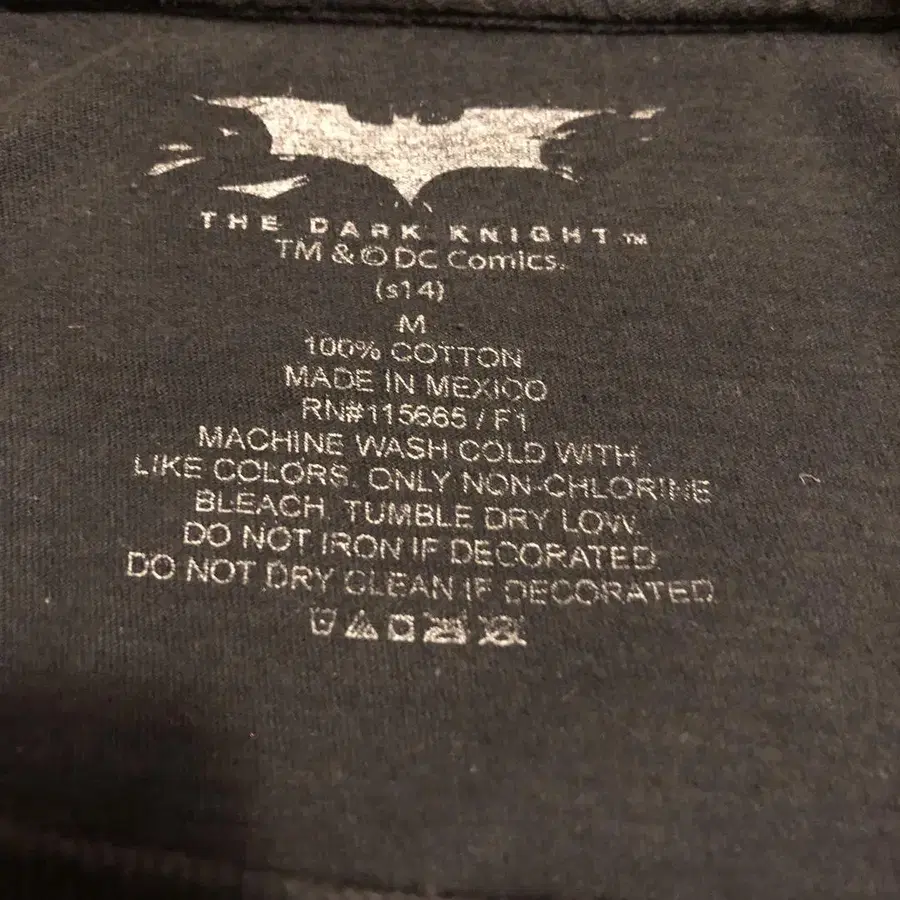 THE DARK KNIGHT™
TM & © DC Comics.
(s14)
M
100% COTTON
MADE IN MEXICO
RN#115665 / F1
MACHINE WASH COLD WITH
LIKE COLORS. ONLY NON-CHLORINE
BLEACH. TUMBLE DRY LOW.
DO NOT IRON IF DECORATED.
DO NOT DRY CLEAN IF DECORATED.